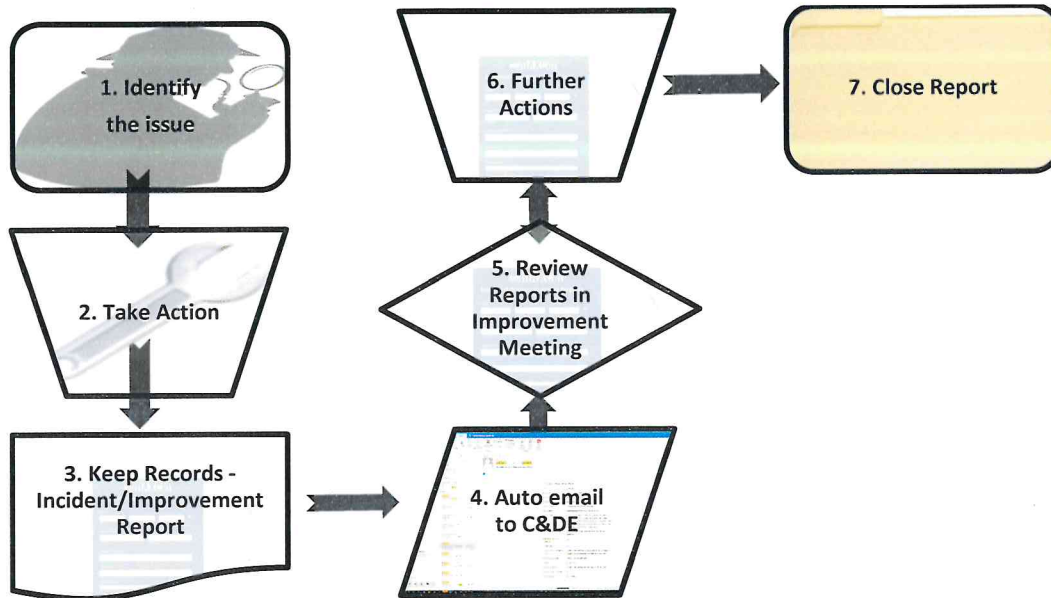 1. Identify
the issue
2. Take Action
3. Keep Records -
Incident/Improvement
Report
4. Auto email
to C&DE
5. Review
Reports in
Improvement
Meeting
6. Further
Actions
7. Close Report